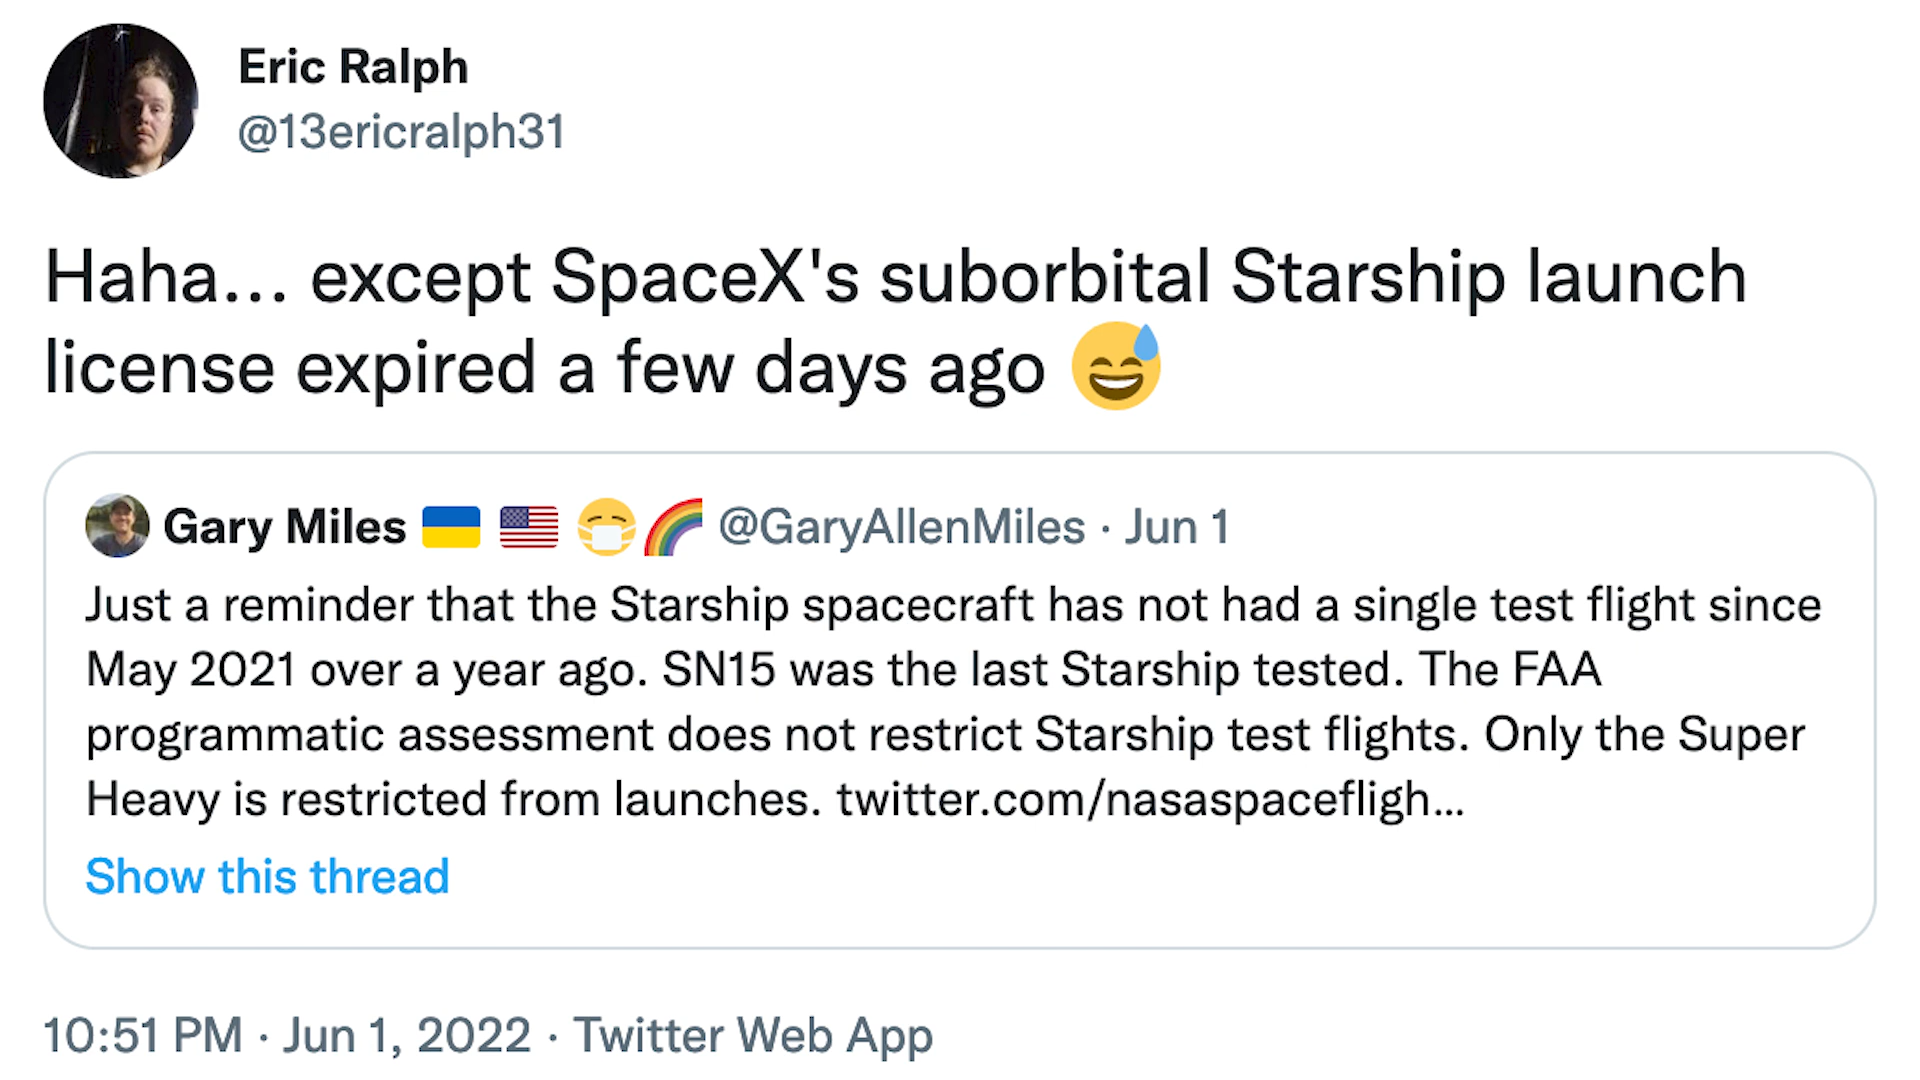 Eric Ralph
@13ericralph31
Haha... except SpaceX's suborbital Starship launch
license expired a few days ago 😅
Gary Miles 🇺🇦 🇺🇸 😷🌈 @GaryAllenMiles · Jun 1
Just a reminder that the Starship spacecraft has not had a single test flight since
May 2021 over a year ago. SN15 was the last Starship tested. The FAA
programmatic assessment does not restrict Starship test flights. Only the Super
Heavy is restricted from launches. twitter.com/nasaspacefligh...
Show this thread
10:51 PM · Jun 1, 2022 · Twitter Web App